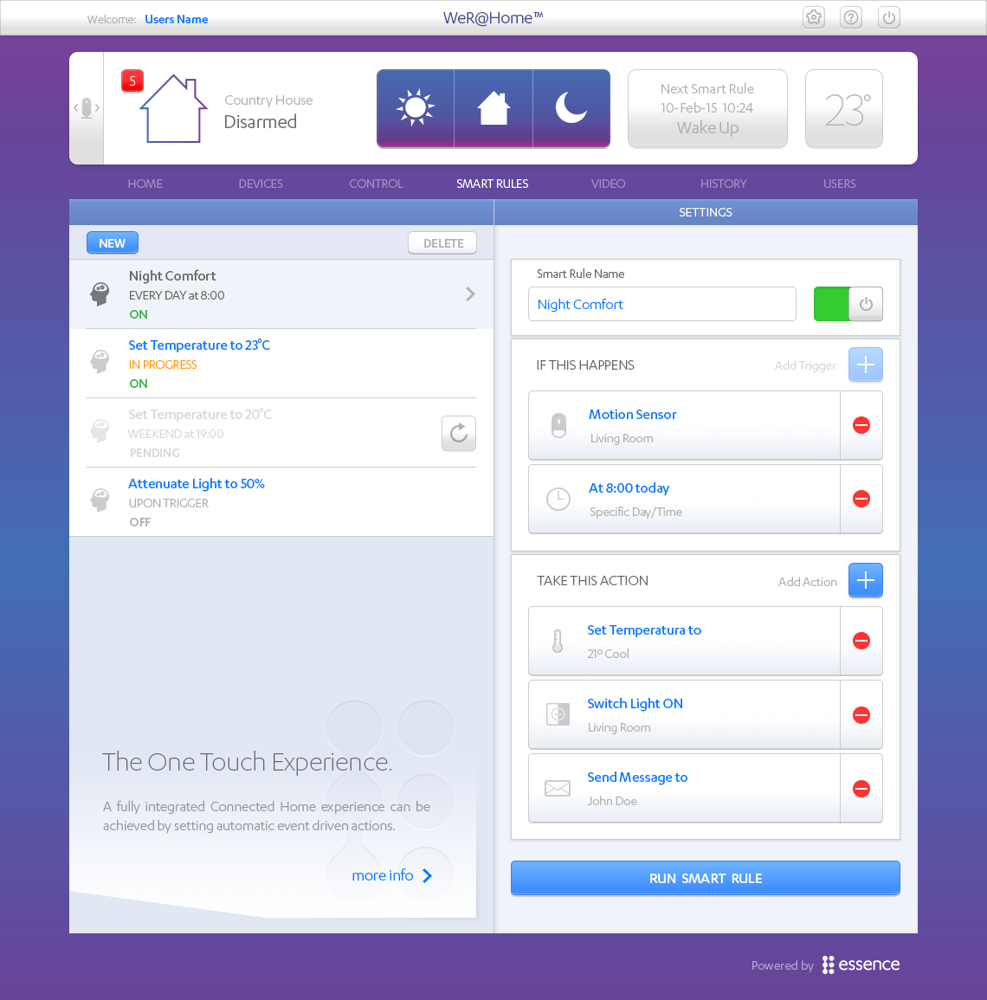 Welcome: Users Name
WeR@Home™
5
Country House
Disarmed
Next Smart Rule
10-Feb-15 10:24
Wake Up
23°
HOME DEVICES CONTROL SMART RULES VIDEO HISTORY USERS
SETTINGS
NEW DELETE
Night Comfort
EVERY DAY at 8:00
ON
Set Temperature to 23°C
IN PROGRESS
ON
Set Temperature to 20°C
WEEKEND at 19:00
PENDING
Attenuate Light to 50%
UPON TRIGGER
OFF
The One Touch Experience.
A fully integrated Connected Home experience can be
achieved by setting automatic event driven actions.
more info
Smart Rule Name
Night Comfort
IF THIS HAPPENS Add Trigger
Motion Sensor
Living Room
At 8:00 today
Specific Day/Time
TAKE THIS ACTION Add Action
Set Temperatura to
21º Cool
Switch Light ON
Living Room
Send Message to
John Doe
RUN SMART RULE
Powered by essence